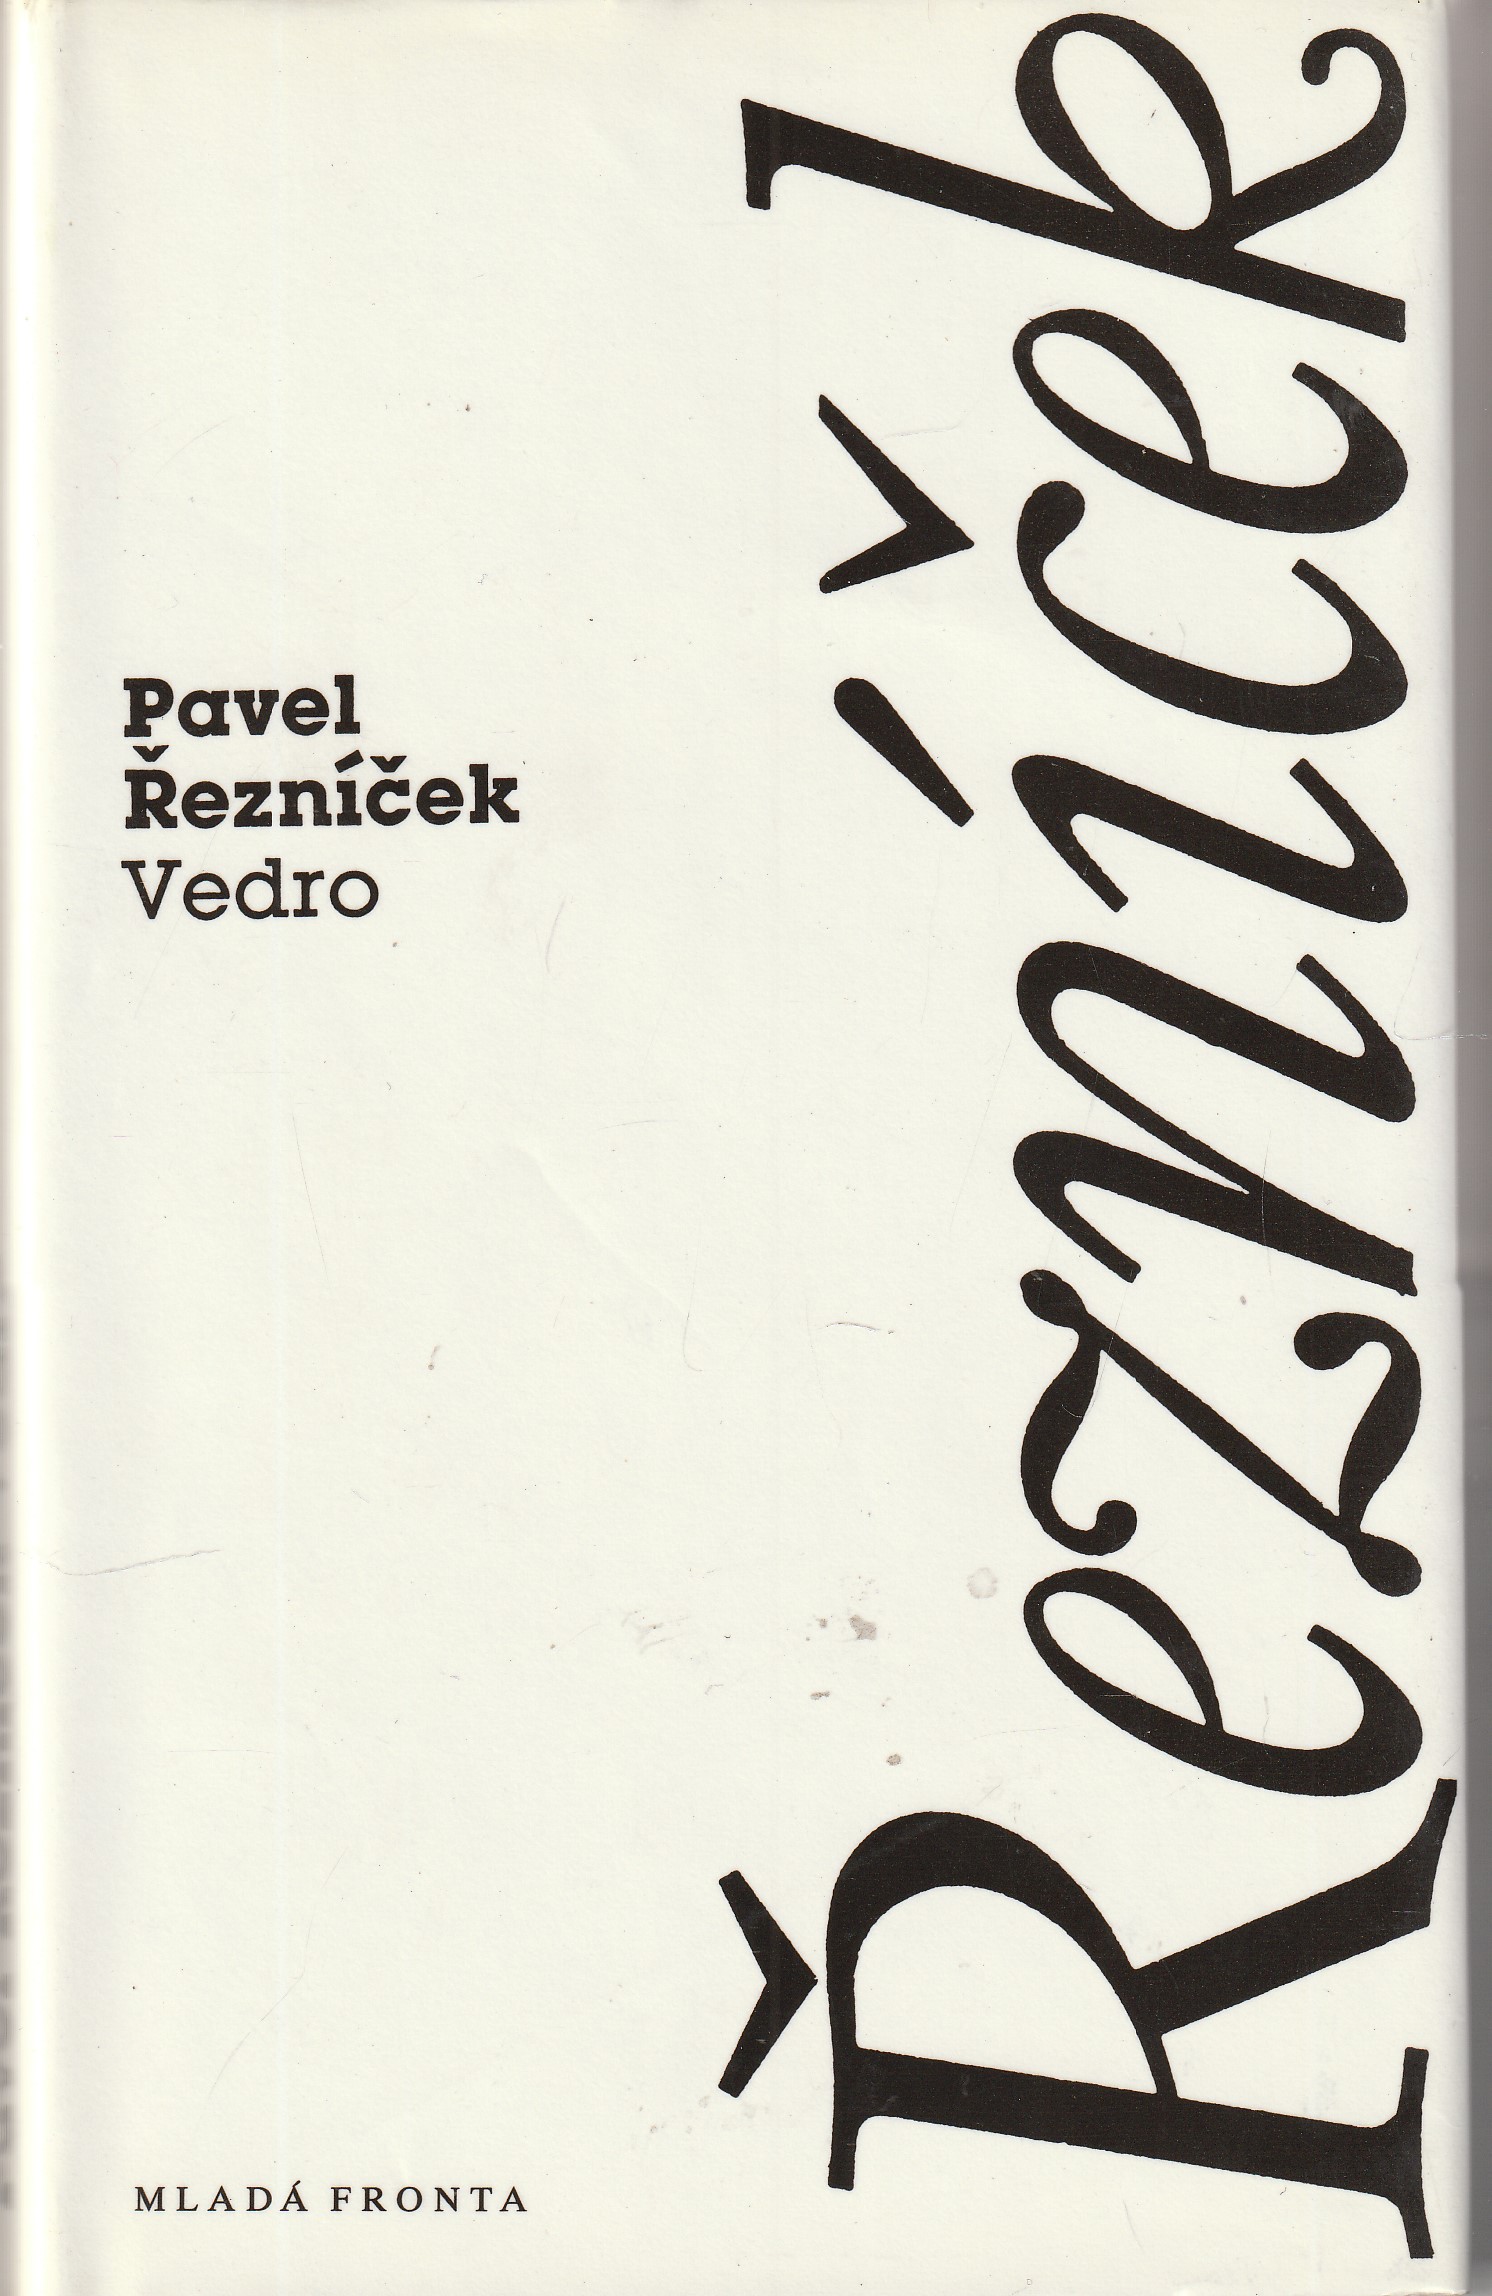 Pavel
Řezníček
Vedro
Řezníček
MLADÁ FRONTA